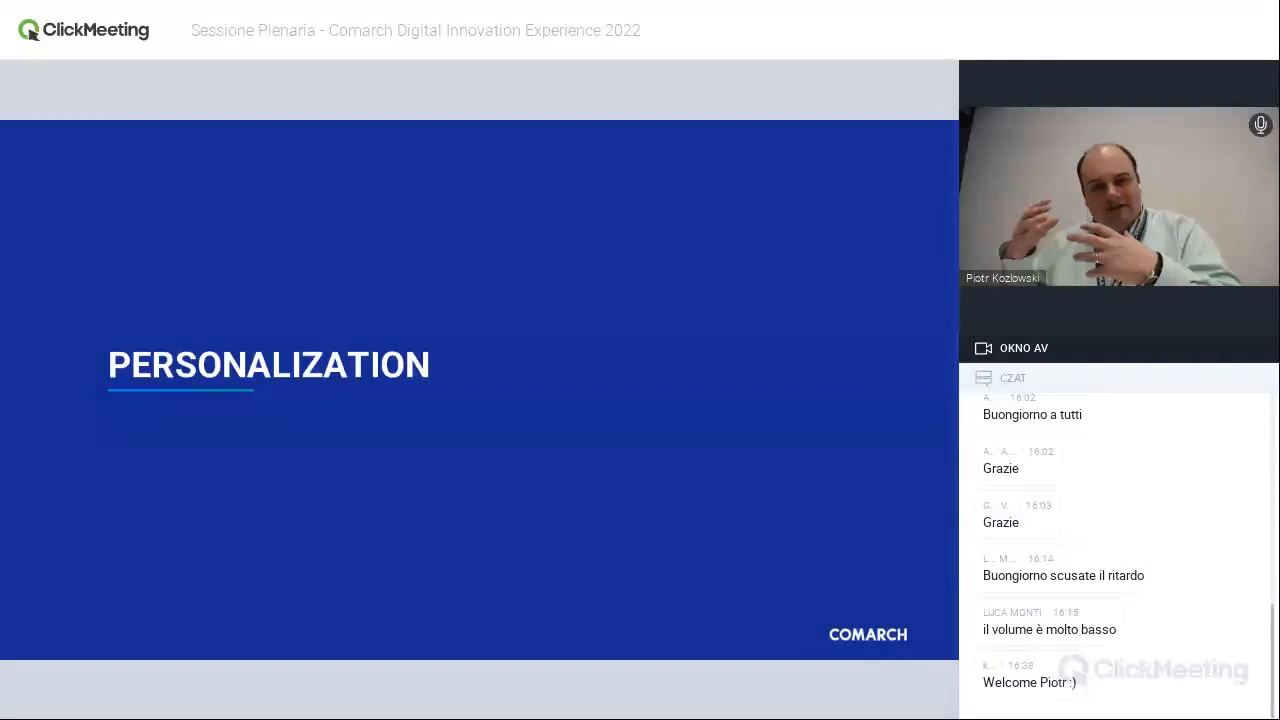 ClickMeeting
Sessione Plenaria - Comarch Digital Innovation Experience 2022
PERSONALIZATION
COMARCH
Piotr Kozlowski
OKNO AV
CZAT
A. 16:02
Buongiorno a tutti
A. A... 16:02
Grazie
G. V... 16:03
Grazie
L... M... 16:14
Buongiorno scusate il ritardo
LUCA MONTI 16:15
il volume è molto basso
k... 16:38
Welcome Piotr :)
ClickMeeting